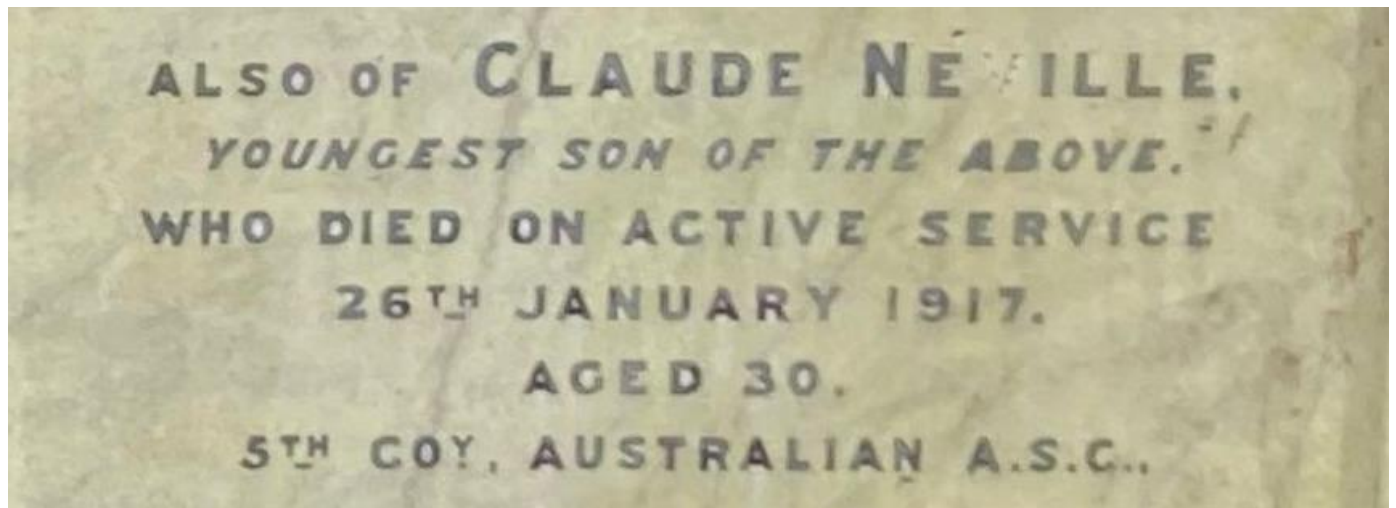 ALSO OF CLAUDE NEVILLE,
YOUNGEST SON OF THE ABOVE.
WHO DIED ON ACTIVE SERVICE
26TH JANUARY 1917.
AGED 30.
5TH COY, AUSTRALIAN A.S.C.,